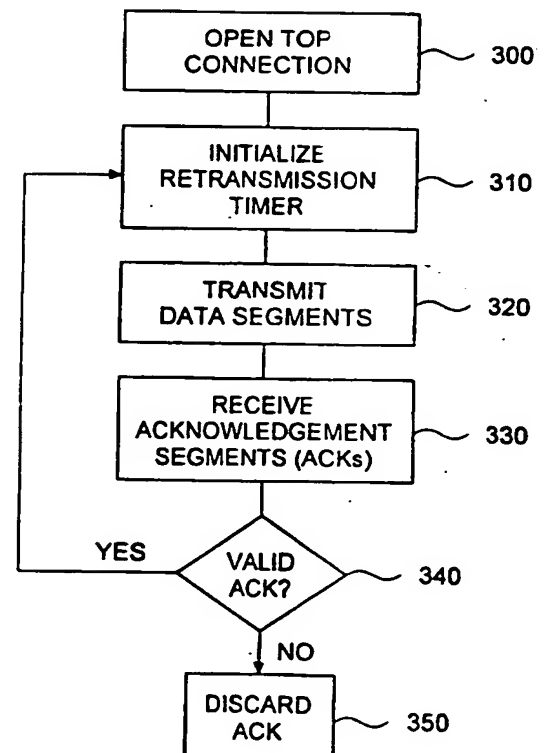 OPEN TOP
CONNECTION
300
INITIALIZE
RETRANSMISSION
TIMER
310
TRANSMIT
DATA SEGMENTS
320
RECEIVE
ACKNOWLEDGEMENT
SEGMENTS (ACKs)
330
YES
VALID
ACK?
340
NO
DISCARD
ACK
350